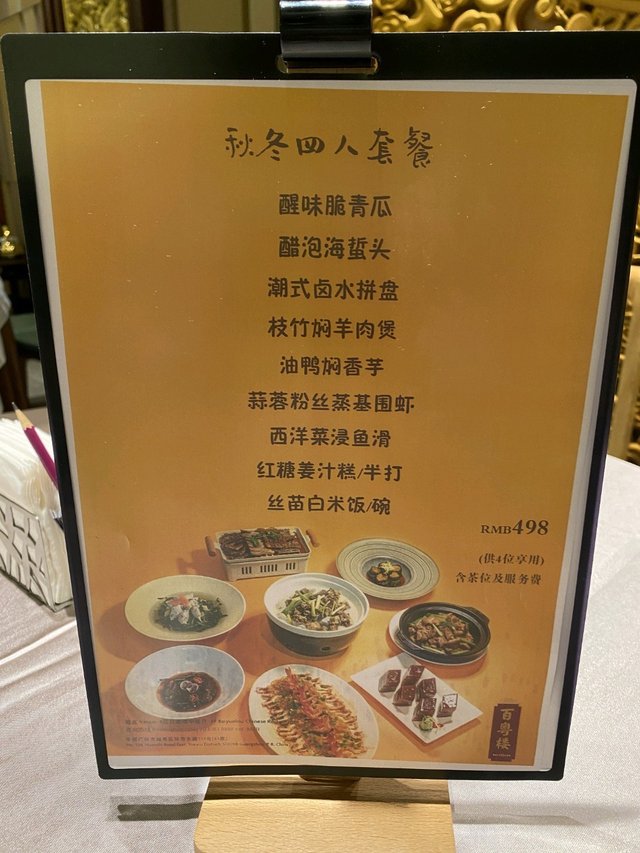 秋冬四人套餐
醒味脆青瓜
醋泡海蜇头
潮式卤水拼盘
枝竹焖羊肉煲
油鸭焖香芋
蒜蓉粉丝蒸基围虾
西洋菜浸鱼滑
红糖姜汁糕/半打
丝苗白米饭/碗
RMB498
(供4位享用)
含茶位及服务费
百粤楼